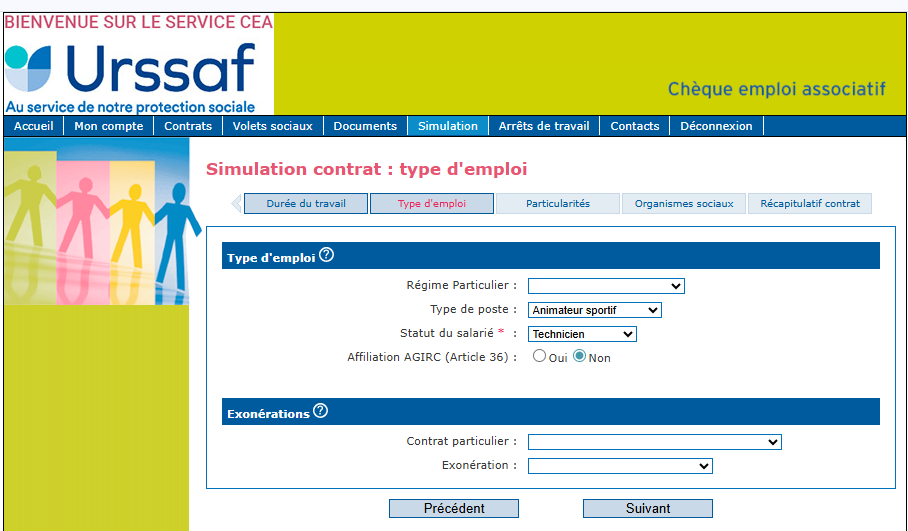 BIENVENUE SUR LE SERVICE CEA
Urssaf
Au service de notre protection sociale
Chèque emploi associatif
Accueil Mon compte Contrats Volets sociaux Documents Simulation Arrêts de travail Contacts Déconnexion
Simulation contrat : type d'emploi
Durée du travail Type d'emploi Particularités Organismes sociaux Récapitulatif contrat
Type d'emploi ?
Régime Particulier :
Type de poste : Animateur sportif
Statut du salarié * : Technicien
Affiliation AGIRC (Article 36) : Oui Non
Exonérations ?
Contrat particulier :
Exonération :
Précédent Suivant